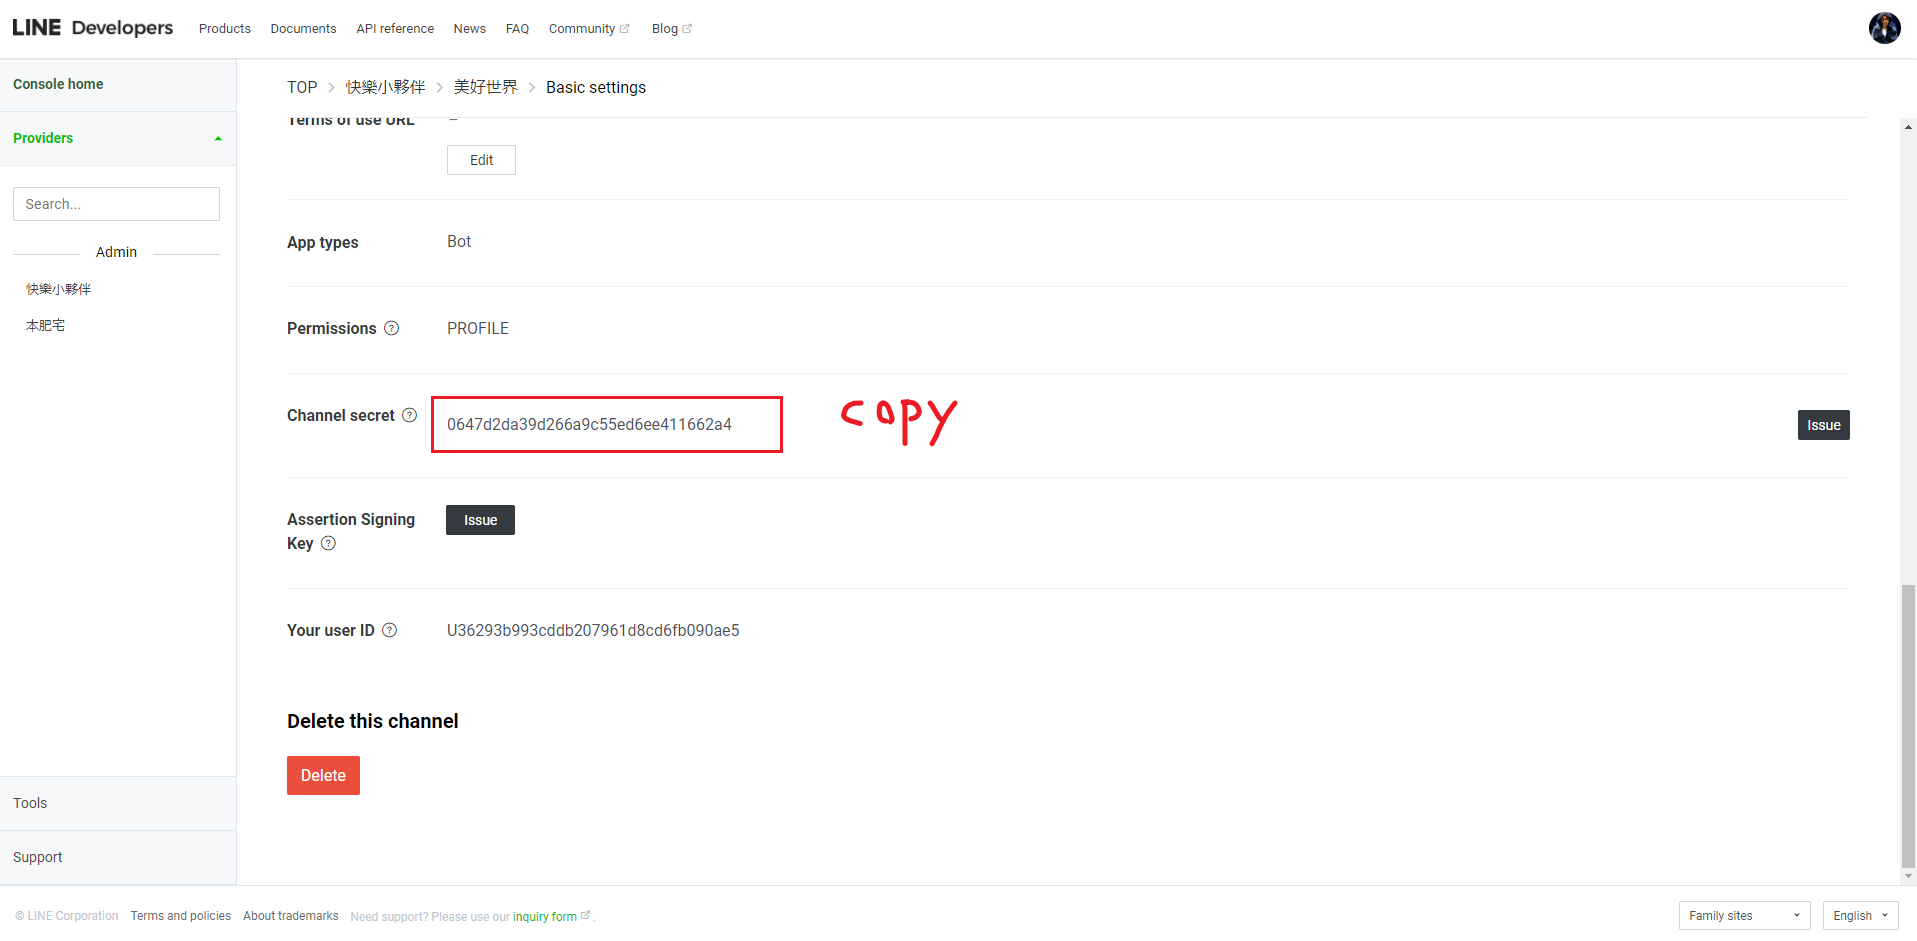 LINE Developers Products Documents API reference News FAQ Community Blog
Console home
Providers
Search...
Admin
快樂小夥伴
本肥宅
Tools
Support
TOP > 快樂小夥伴 > 美好世界 > Basic settings
Terms of use URL –
Edit
App types Bot
Permissions ? PROFILE
Channel secret ? 0647d2da39d266a9c55ed6ee411662a4 copy Issue
Assertion Signing Issue
Key ?
Your user ID ? U36293b993cddb207961d8cd6fb090ae5
Delete this channel
Delete
© LINE Corporation Terms and policies About trademarks Need support? Please use our inquiry form . Family sites English